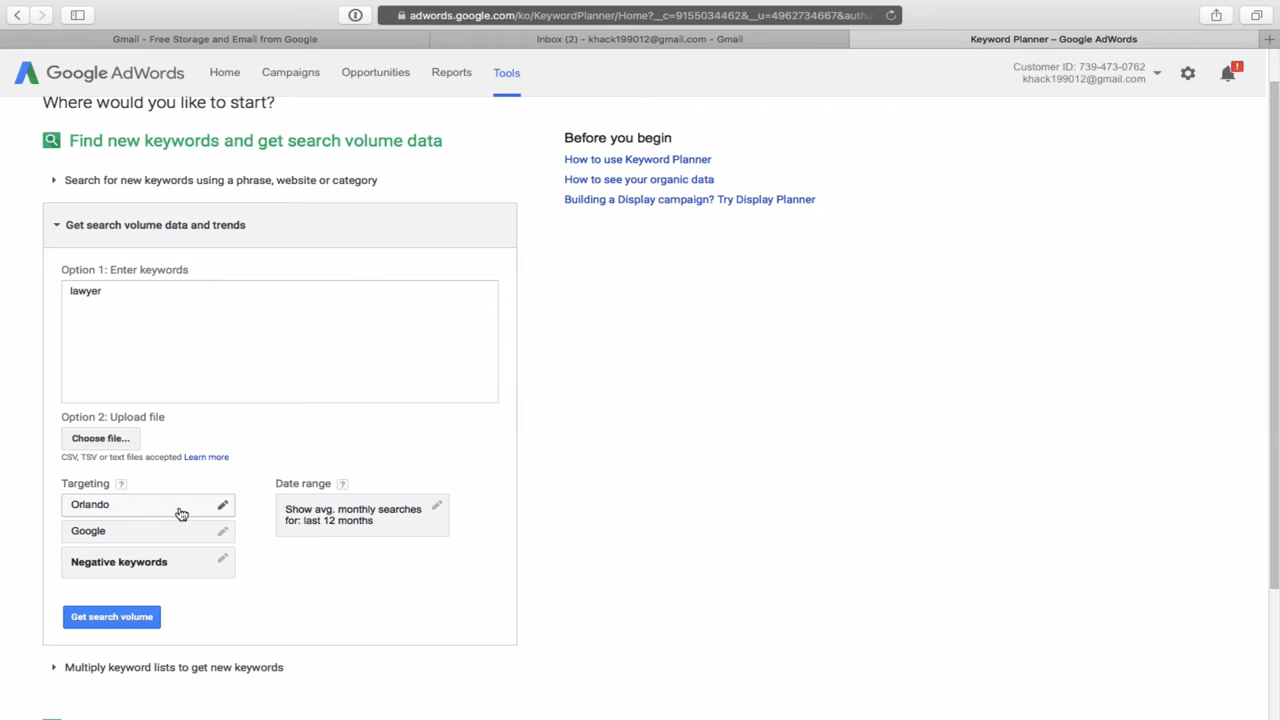 adwords.google.com/ko/KeywordPlanner/Home?__c=9155034462&__u=4962734667&auth
Gmail - Free Storage and Email from Google
Inbox (2) - khack199012@gmail.com - Gmail
Keyword Planner – Google AdWords
Google AdWords
Home
Campaigns
Opportunities
Reports
Tools
Customer ID: 739-473-0762
khack199012@gmail.com
!
Where would you like to start?
Find new keywords and get search volume data
Search for new keywords using a phrase, website or category
Get search volume data and trends
Option 1: Enter keywords
lawyer
Option 2: Upload file
Choose file...
CSV, TSV or text files accepted Learn more
Targeting ?
Orlando
Google
Negative keywords
Date range ?
Show avg. monthly searches
for: last 12 months
Get search volume
Multiply keyword lists to get new keywords
Before you begin
How to use Keyword Planner
How to see your organic data
Building a Display campaign? Try Display Planner